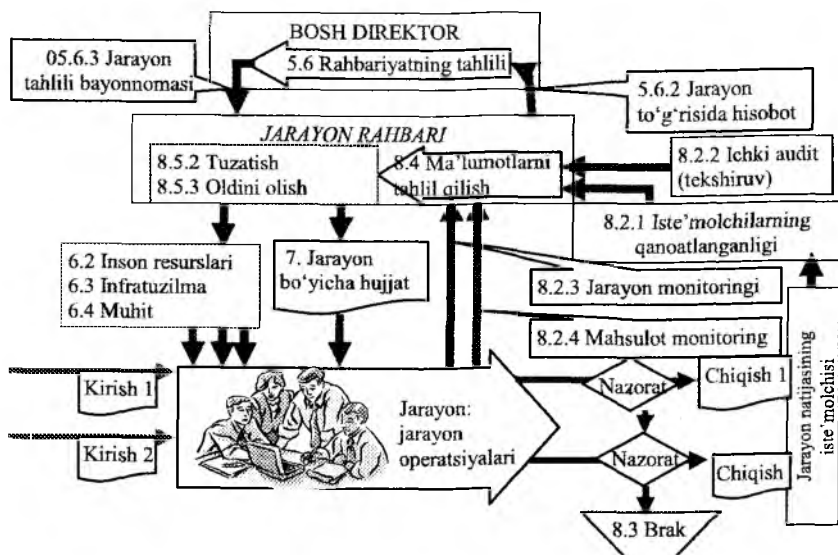 BOSH DIREKTOR
05.6.3 Jarayon
tahlili bayonnomasi
5.6 Rahbariyatning tahlili
5.6.2 Jarayon
to‘g‘risida hisobot
JARAYON RAHBARI
8.5.2 Tuzatish
8.5.3 Oldini olish
8.4 Ma’lumotlarni
tahlil qilish
8.2.2 Ichki audit
(tekshiruv)
8.2.1 Iste’molchilarning
qanoatlanganligi
6.2 Inson resurslari
6.3 Infratuzilma
6.4 Muhit
7. Jarayon
bo‘yicha hujjat
8.2.3 Jarayon monitoringi
8.2.4 Mahsulot monitoring
Kirish 1
Kirish 2
Jarayon:
jarayon
operatsiyalari
Nazorat
Chiqish 1
Nazorat
Chiqish
8.3 Brak
Jarayon natijasining
iste’molchisi